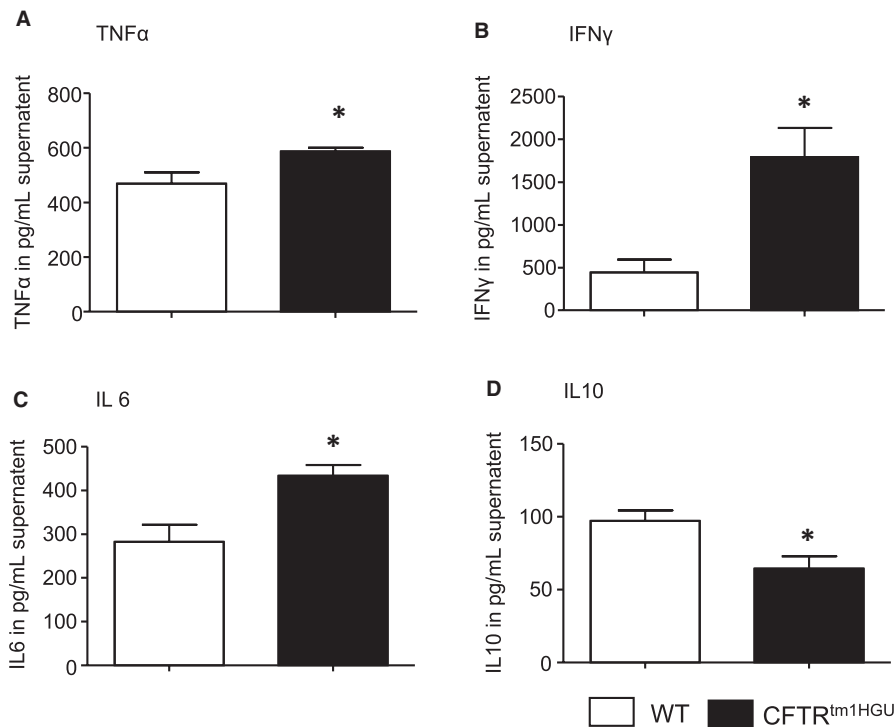 A
TNFα
TNFα in pg/mL supernatent
800
600
400
200
0
*
B
IFNγ
IFNγ in pg/mL supernatent
2500
2000
1500
1000
500
0
*
C
IL 6
IL6 in pg/mL supernatent
500
400
300
200
100
0
*
D
IL10
IL10 in pg/mL supernatent
150
100
50
0
*
WT CFTRtm1HGU